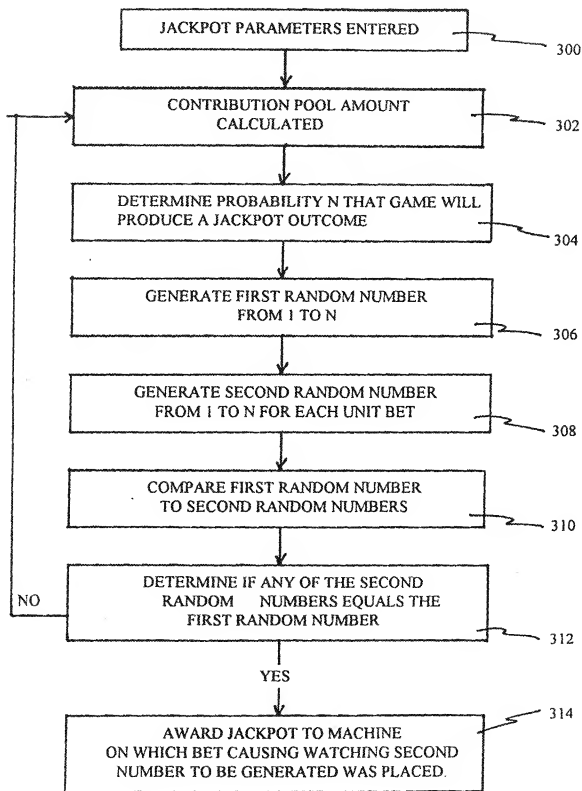 JACKPOT PARAMETERS ENTERED
300
CONTRIBUTION POOL AMOUNT
CALCULATED
302
DETERMINE PROBABILITY N THAT GAME WILL
PRODUCE A JACKPOT OUTCOME
304
GENERATE FIRST RANDOM NUMBER
FROM 1 TO N
306
GENERATE SECOND RANDOM NUMBER
FROM 1 TO N FOR EACH UNIT BET
308
COMPARE FIRST RANDOM NUMBER
TO SECOND RANDOM NUMBERS
310
NO
DETERMINE IF ANY OF THE SECOND
RANDOM NUMBERS EQUALS THE
FIRST RANDOM NUMBER
312
YES
314
AWARD JACKPOT TO MACHINE
ON WHICH BET CAUSING WATCHING SECOND
NUMBER TO BE GENERATED WAS PLACED.